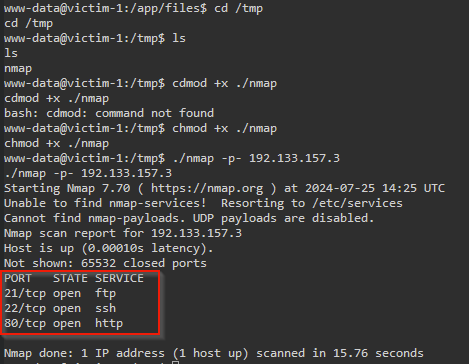 www-data@victim-1:/app/files$ cd /tmp
cd /tmp
www-data@victim-1:/tmp$ ls
ls
nmap
www-data@victim-1:/tmp$ cdmod +x ./nmap
cdmod +x ./nmap
bash: cdmod: command not found
www-data@victim-1:/tmp$ chmod +x ./nmap
chmod +x ./nmap
www-data@victim-1:/tmp$ ./nmap -p- 192.133.157.3
./nmap -p- 192.133.157.3
Starting Nmap 7.70 ( https://nmap.org ) at 2024-07-25 14:25 UTC
Unable to find nmap-services!  Resorting to /etc/services
Cannot find nmap-payloads. UDP payloads are disabled.
Nmap scan report for 192.133.157.3
Host is up (0.00010s latency).
Not shown: 65532 closed ports
PORT   STATE SERVICE
21/tcp open  ftp
22/tcp open  ssh
80/tcp open  http
Nmap done: 1 IP address (1 host up) scanned in 15.76 seconds